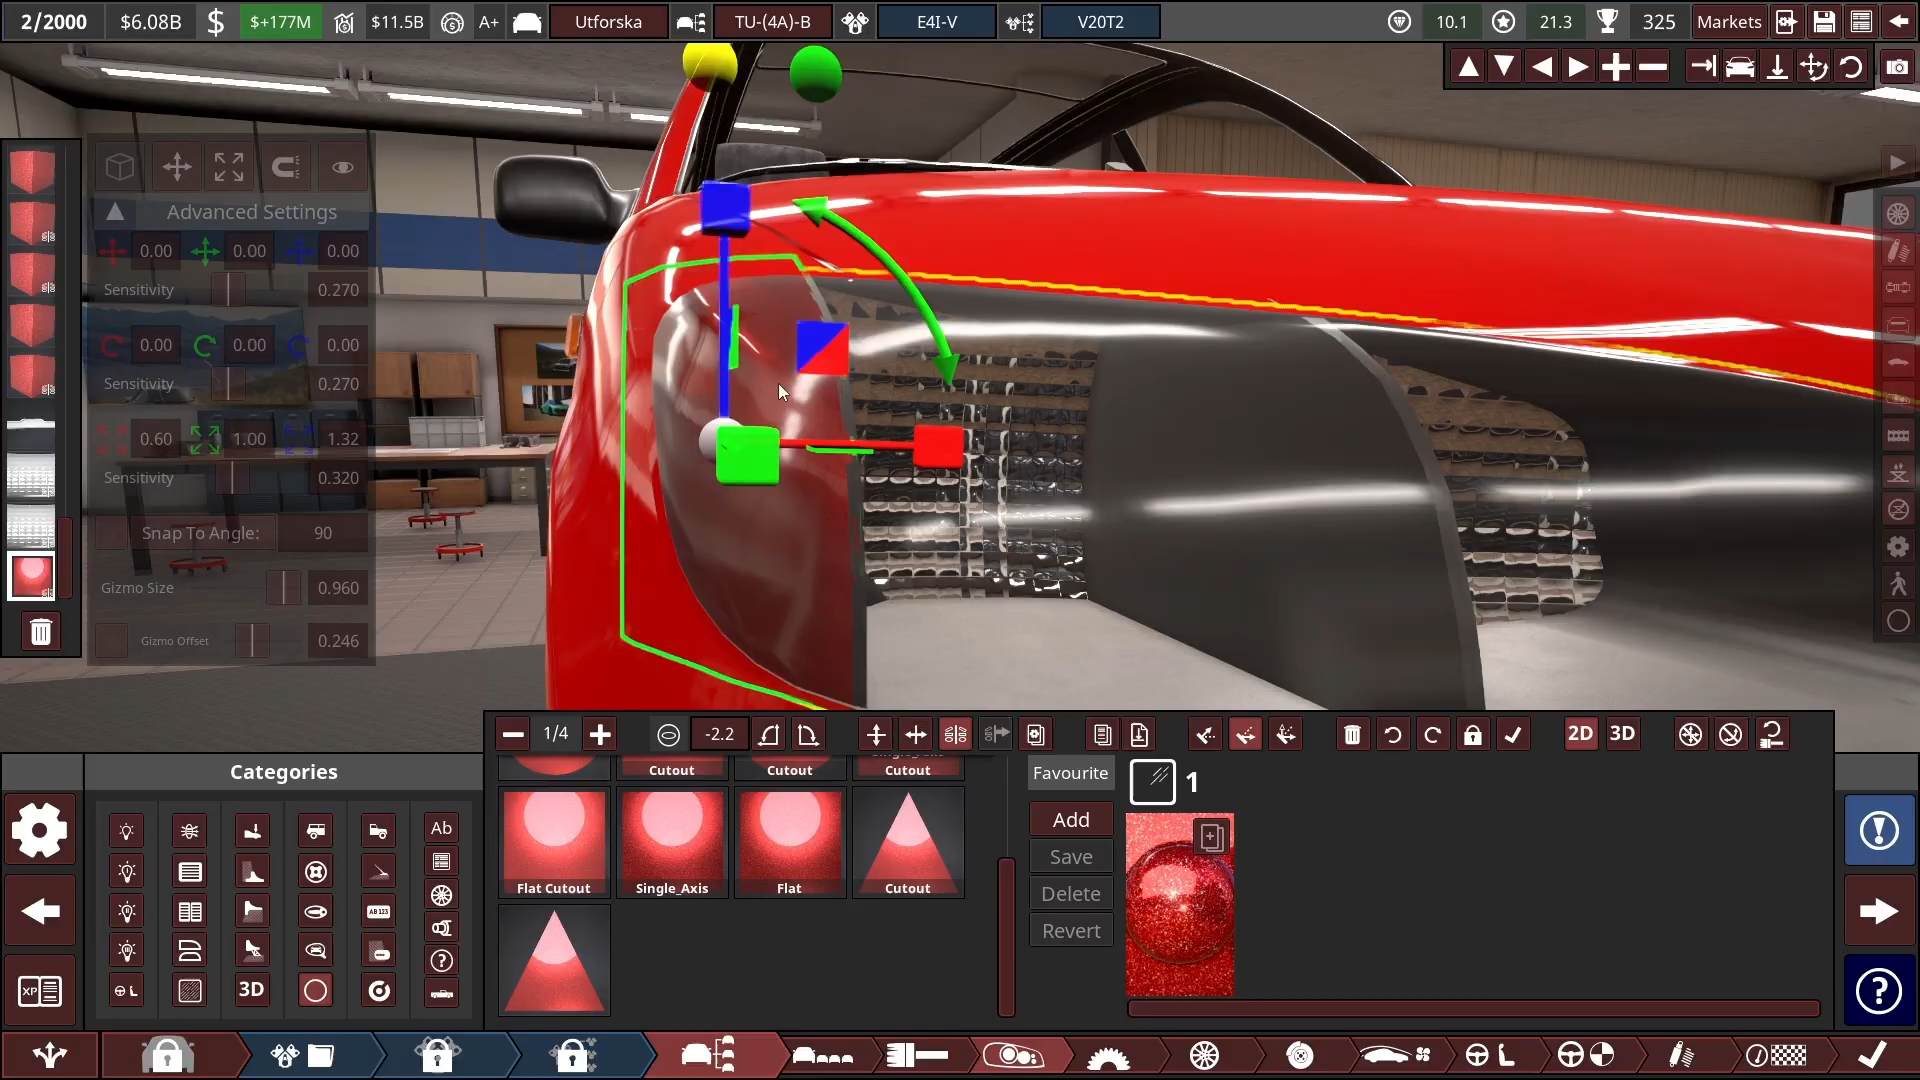 2/2000 $6.08B $+177M $11.5B A+ Utforska TU-(4A)-B E4I-V V20T2 10.1 21.3 325 Markets
Advanced Settings
0.00 0.00 0.00
Sensitivity 0.270
0.00 0.00 0.00
Sensitivity 0.270
0.60 1.00 1.32
Sensitivity 0.320
Snap To Angle: 90
Gizmo Size 0.960
Gizmo Offset 0.246
1/4 -2.2 2D 3D
Categories
Ab
AB 123
3D
XP
Cutout Cutout Cutout
Flat Cutout Single_Axis Flat Cutout
Favourite 1
Add
Save
Delete
Revert